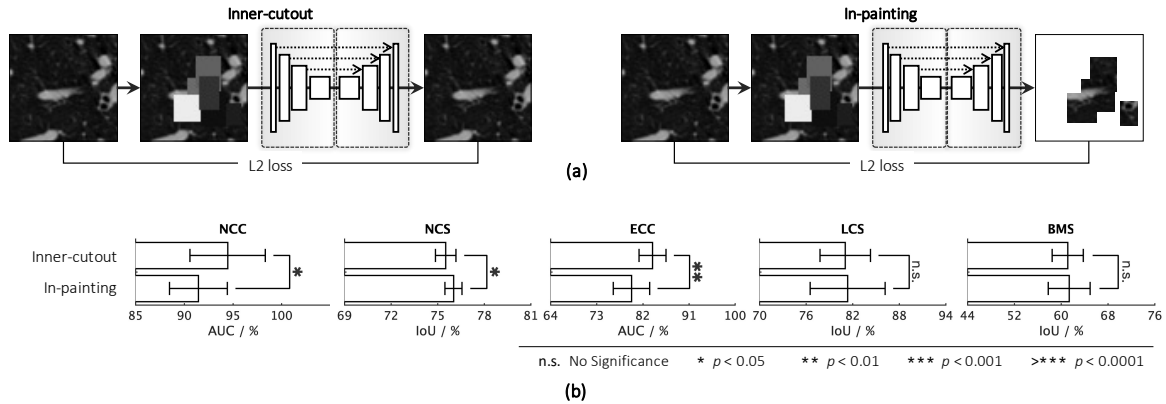 Inner-cutout In-painting
L2 loss L2 loss
(a)
NCC NCS ECC LCS BMS
Inner-cutout * * ** n.s. n.s.
In-painting
85 90 95 100 69 72 75 78 81 64 73 82 91 100 70 76 82 88 94 44 52 60 68 76
AUC / % IoU / % AUC / % IoU / % IoU / %
n.s. No Significance * p < 0.05 ** p < 0.01 *** p < 0.001 >*** p < 0.0001
(b)